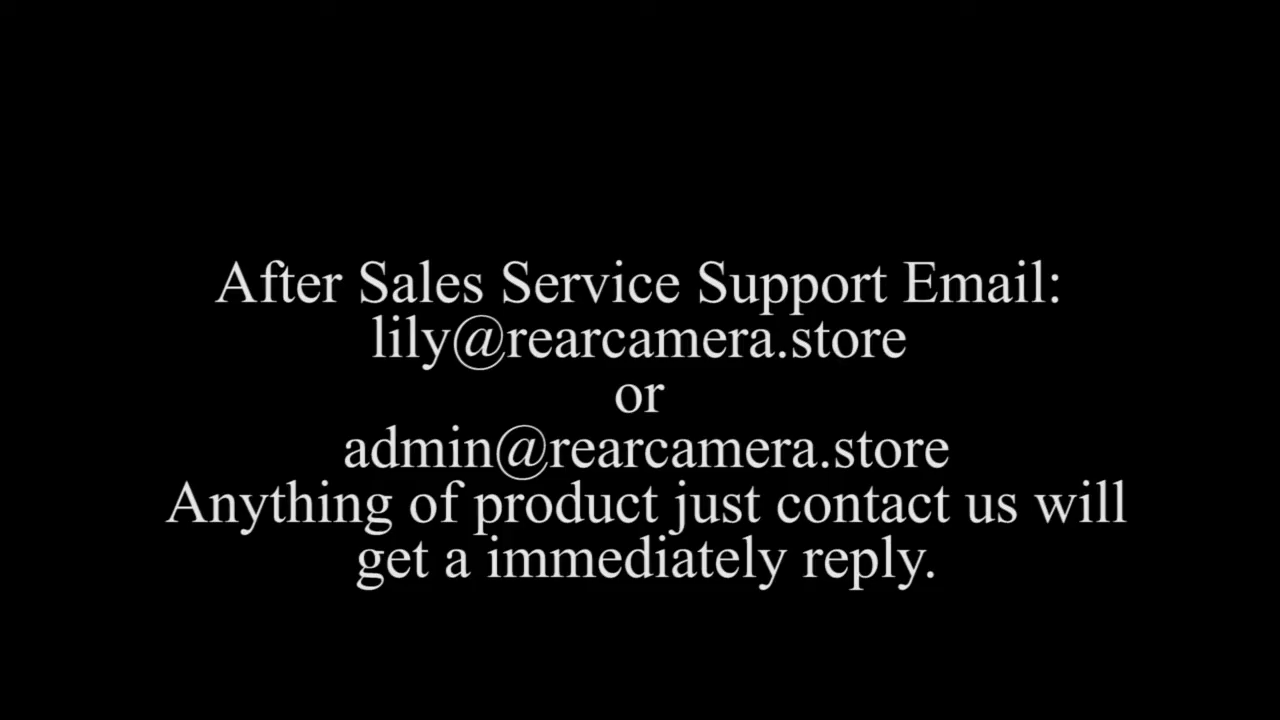 After Sales Service Support Email:
lily@rearcamera.store
or
admin@rearcamera.store
Anything of product just contact us will
get a immediately reply.